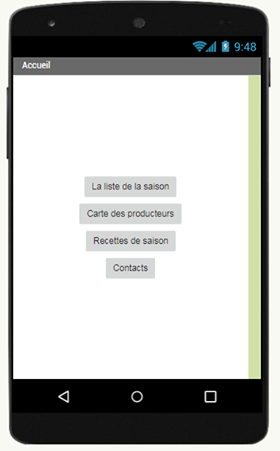 9:48
Accueil
La liste de la saison
Carte des producteurs
Recettes de saison
Contacts